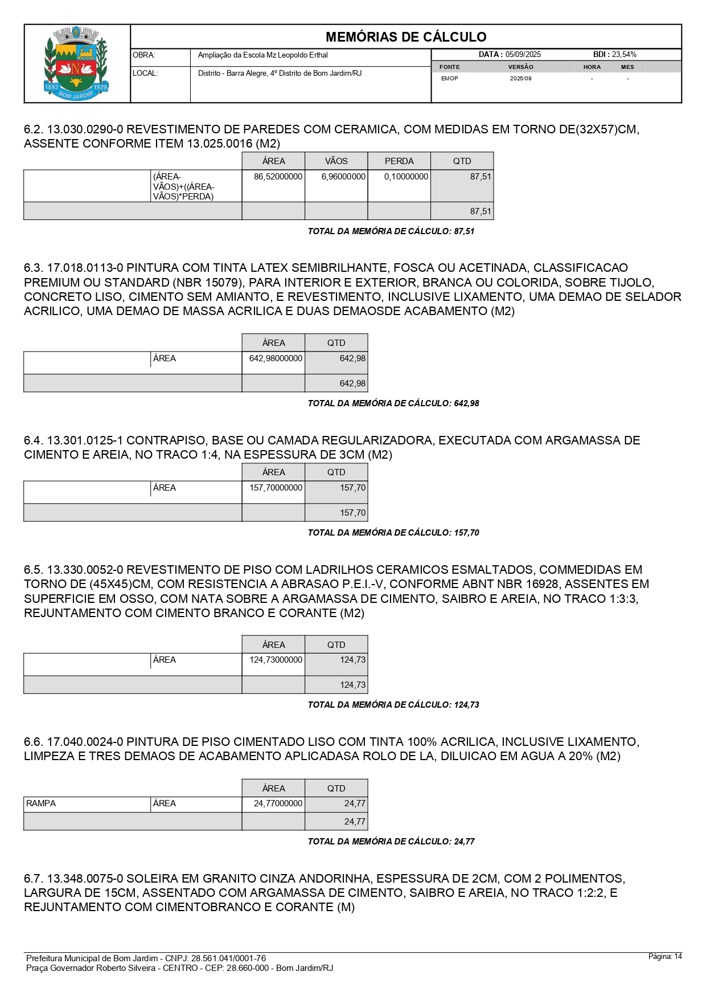 MEMÓRIAS DE CÁLCULO
OBRA: Ampliação da Escola Mz Leopoldo Erthal
DATA : 05/09/2025 BDI : 23,54%
FONTE VERSÃO HORA MES
LOCAL: Distrito - Barra Alegre, 4º Distrito de Bom Jardim/RJ
EMOP 2025/09 - -
1893 1929
BOM JARDIM
6.2. 13.030.0290-0 REVESTIMENTO DE PAREDES COM CERAMICA, COM MEDIDAS EM TORNO DE(32X57)CM,
ASSENTE CONFORME ITEM 13.025.0016 (M2)
ÁREA VÃOS PERDA QTD
(ÁREA- 86,52000000 6,96000000 0,10000000 87,51
VÃOS)+((ÁREA-
VÃOS)*PERDA)
87,51
TOTAL DA MEMÓRIA DE CÁLCULO: 87,51
6.3. 17.018.0113-0 PINTURA COM TINTA LATEX SEMIBRILHANTE, FOSCA OU ACETINADA, CLASSIFICACAO
PREMIUM OU STANDARD (NBR 15079), PARA INTERIOR E EXTERIOR, BRANCA OU COLORIDA, SOBRE TIJOLO,
CONCRETO LISO, CIMENTO SEM AMIANTO, E REVESTIMENTO, INCLUSIVE LIXAMENTO, UMA DEMAO DE SELADOR
ACRILICO, UMA DEMAO DE MASSA ACRILICA E DUAS DEMAOSDE ACABAMENTO (M2)
ÁREA QTD
ÁREA 642,98000000 642,98
642,98
TOTAL DA MEMÓRIA DE CÁLCULO: 642,98
6.4. 13.301.0125-1 CONTRAPISO, BASE OU CAMADA REGULARIZADORA, EXECUTADA COM ARGAMASSA DE
CIMENTO E AREIA, NO TRACO 1:4, NA ESPESSURA DE 3CM (M2)
ÁREA QTD
ÁREA 157,70000000 157,70
157,70
TOTAL DA MEMÓRIA DE CÁLCULO: 157,70
6.5. 13.330.0052-0 REVESTIMENTO DE PISO COM LADRILHOS CERAMICOS ESMALTADOS, COMMEDIDAS EM
TORNO DE (45X45)CM, COM RESISTENCIA A ABRASAO P.E.I.-V, CONFORME ABNT NBR 16928, ASSENTES EM
SUPERFICIE EM OSSO, COM NATA SOBRE A ARGAMASSA DE CIMENTO, SAIBRO E AREIA, NO TRACO 1:3:3,
REJUNTAMENTO COM CIMENTO BRANCO E CORANTE (M2)
ÁREA QTD
ÁREA 124,73000000 124,73
124,73
TOTAL DA MEMÓRIA DE CÁLCULO: 124,73
6.6. 17.040.0024-0 PINTURA DE PISO CIMENTADO LISO COM TINTA 100% ACRILICA, INCLUSIVE LIXAMENTO,
LIMPEZA E TRES DEMAOS DE ACABAMENTO APLICADASA ROLO DE LA, DILUICAO EM AGUA A 20% (M2)
ÁREA QTD
RAMPA ÁREA 24,77000000 24,77
24,77
TOTAL DA MEMÓRIA DE CÁLCULO: 24,77
6.7. 13.348.0075-0 SOLEIRA EM GRANITO CINZA ANDORINHA, ESPESSURA DE 2CM, COM 2 POLIMENTOS,
LARGURA DE 15CM, ASSENTADO COM ARGAMASSA DE CIMENTO, SAIBRO E AREIA, NO TRACO 1:2:2, E
REJUNTAMENTO COM CIMENTOBRANCO E CORANTE (M)
Prefeitura Municipal de Bom Jardim - CNPJ: 28.561.041/0001-76 Página: 14
Praça Governador Roberto Silveira - CENTRO - CEP: 28.660-000 - Bom Jardim/RJ